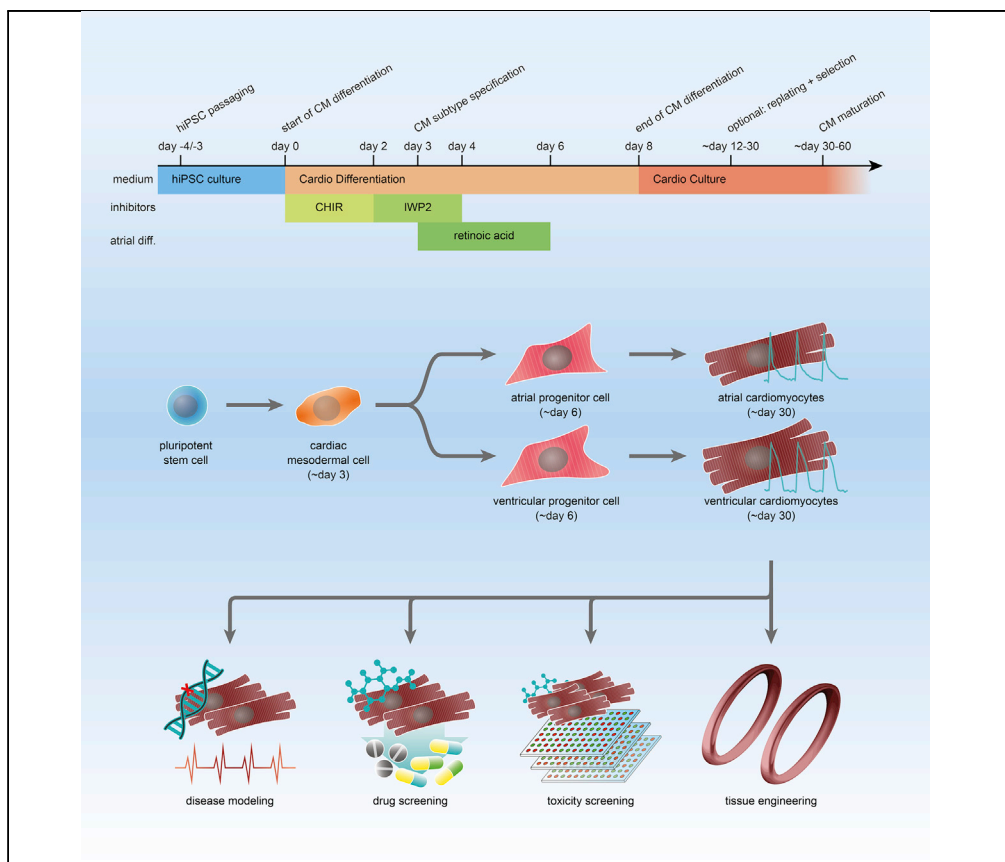 hiPSC passaging
start of CM differentiation
CM subtype specification
end of CM differentiation
optional: replating + selection
CM maturation
day -4/-3
day 0
day 2
day 3
day 4
day 6
day 8
~day 12-30
~day 30-60
medium
hiPSC culture
Cardio Differentiation
Cardio Culture
inhibitors
CHIR
IWP2
atrial diff.
retinoic acid
pluripotent
stem cell
cardiac
mesodermal cell
(~day 3)
atrial progenitor cell
(~day 6)
atrial cardiomyocytes
(~day 30)
ventricular progenitor cell
(~day 6)
ventricular cardiomyocytes
(~day 30)
disease modeling
drug screening
toxicity screening
tissue engineering